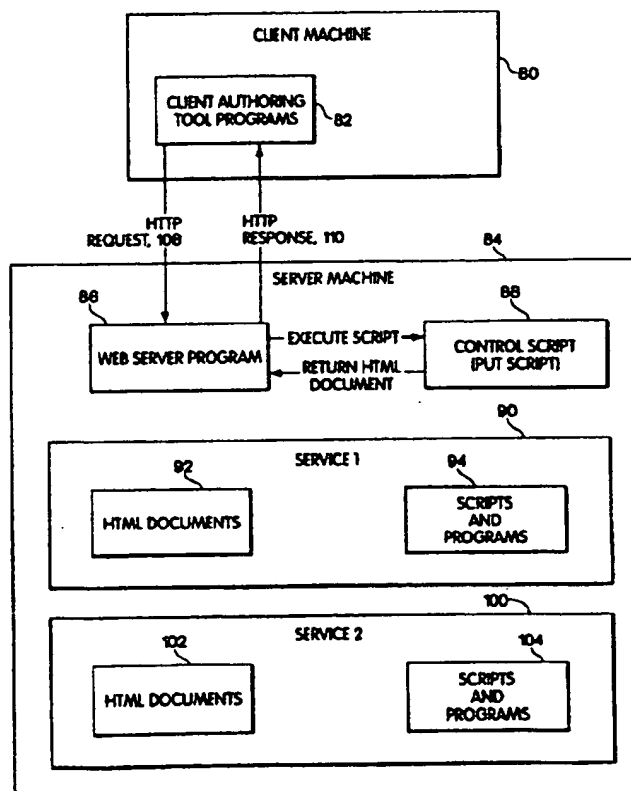 CLIENT MACHINE
80
CLIENT AUTHORING
TOOL PROGRAMS
82
HTTP
REQUEST, 108
HTTP
RESPONSE, 110
84
SERVER MACHINE
86
WEB SERVER PROGRAM
EXECUTE SCRIPT
RETURN HTML
DOCUMENT
88
CONTROL SCRIPT
(PUT SCRIPT)
90
SERVICE 1
92
HTML DOCUMENTS
94
SCRIPTS
AND
PROGRAMS
100
SERVICE 2
102
HTML DOCUMENTS
104
SCRIPTS
AND
PROGRAMS